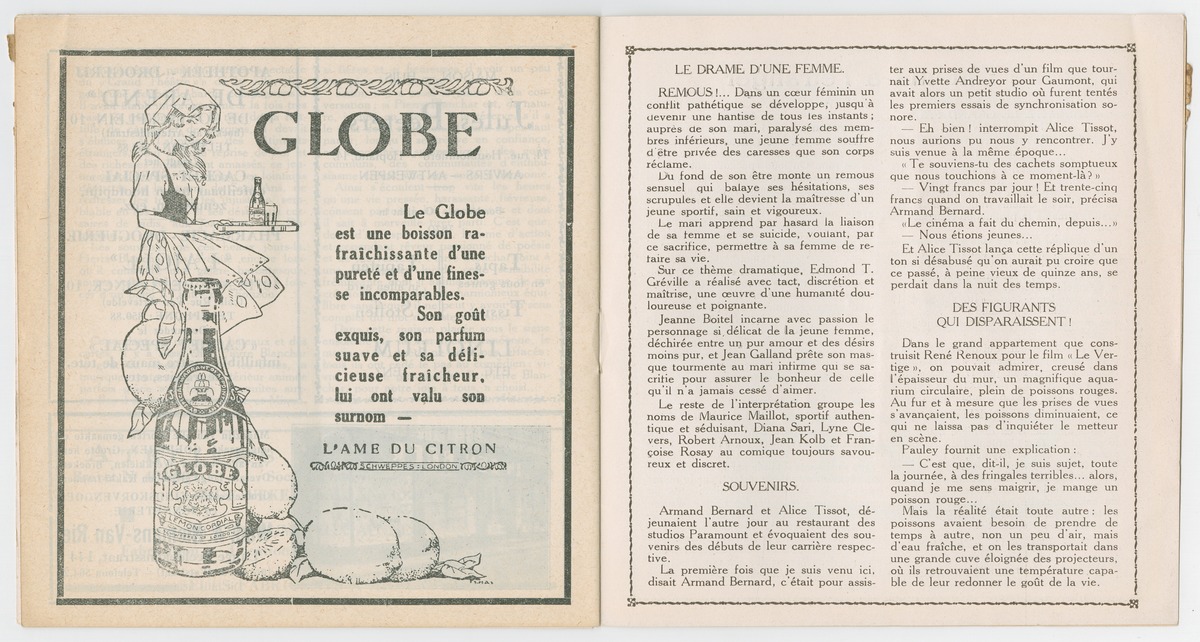 GLOBE
Le Globe
est une boisson ra-
fraîchissante d'une
pureté et d'une fines-
se incomparables.
Son goût
exquis, son parfum
suave et sa déli-
cieuse fraîcheur,
lui ont valu son
surnom —
L'AME DU CITRON
SCHWEPPES : LONDON
GLOBE
LEMON CORDIAL
LE DRAME D'UNE FEMME.
REMOUS !... Dans un cœur féminin un
conflit pathétique se développe, jusqu'à
devenir une hantise de tous les instants ;
auprès de son mari, paralysé des mem-
bres inférieurs, une jeune femme souffre
d'être privée des caresses que son corps
réclame.
Du fond de son être monte un remous
sensuel qui balaye ses hésitations, ses
scrupules et elle devient la maîtresse d'un
jeune sportif, sain et vigoureux.
Le mari apprend par hasard la liaison
de sa femme et se suicide, voulant, par
ce sacrifice, permettre à sa femme de re-
faire sa vie.
Sur ce thème dramatique, Edmond T.
Gréville a réalisé avec tact, discrétion et
maîtrise, une œuvre d'une humanité dou-
loureuse et poignante.
Jeanne Boitel incarne avec passion le
personnage si délicat de la jeune femme,
déchirée entre un pur amour et des désirs
moins pur, et Jean Galland prête son mas-
que tourmente au mari infirme qui se sa-
critie pour assurer le bonheur de celle
qu'il n'a jamais cessé d'aimer.
Le reste de l'interprétation groupe les
noms de Maurice Maillot, sportif authen-
tique et séduisant, Diana Sari, Lyne Cle-
vers, Robert Arnoux, Jean Kolb et Fran-
çoise Rosay au comique toujours savou-
reux et discret.
SOUVENIRS.
Armand Bernard et Alice Tissot, dé-
jeunaient l'autre jour au restaurant des
studios Paramount et évoquaient des sou-
venirs des débuts de leur carrière respec-
tive.
La première fois que je suis venu ici,
disait Armand Bernard, c'était pour assis-
ter aux prises de vues d'un film que tour-
nait Yvette Andreyor pour Gaumont, qui
avait alors un petit studio où furent tentés
les premiers essais de synchronisation so-
nore.
— Eh bien ! interrompit Alice Tissot,
nous aurions pu nous y rencontrer. J'y
suis venue à la même époque...
« Te souviens-tu des cachets somptueux
que nous touchions à ce moment-là ? »
— Vingt francs par jour ! Et trente-cinq
francs quand on travaillait le soir, précisa
Armand Bernard.
«Le cinéma a fait du chemin, depuis...»
— Nous étions jeunes...
Et Alice Tissot lança cette réplique d'un
ton si désabusé qu'on aurait pu croire que
ce passé, à peine vieux de quinze ans, se
perdait dans la nuit des temps.
DES FIGURANTS
QUI DISPARAISSENT !
Dans le grand appartement que cons-
truisit René Renoux pour le film « Le Ver-
tige », on pouvait admirer, creusé dans
l'épaisseur du mur, un magnifique aqua-
rium circulaire, plein de poissons rouges.
Au fur et à mesure que les prises de vues
s'avançaient, les poissons diminuaient, ce
qui ne laissa pas d'inquiéter le metteur
en scène.
Pauley fournit une explication :
— C'est que, dit-il, je suis sujet, toute
la journée, à des fringales terribles... alors,
quand je me sens maigrir, je mange un
poisson rouge...
Mais la réalité était toute autre : les
poissons avaient besoin de prendre de
temps à autre, non un peu d'air, mais
d'eau fraîche, et on les transportait dans
une grande cuve éloignée des projecteurs,
où ils retrouvaient une température capa-
ble de leur redonner le goût de la vie.